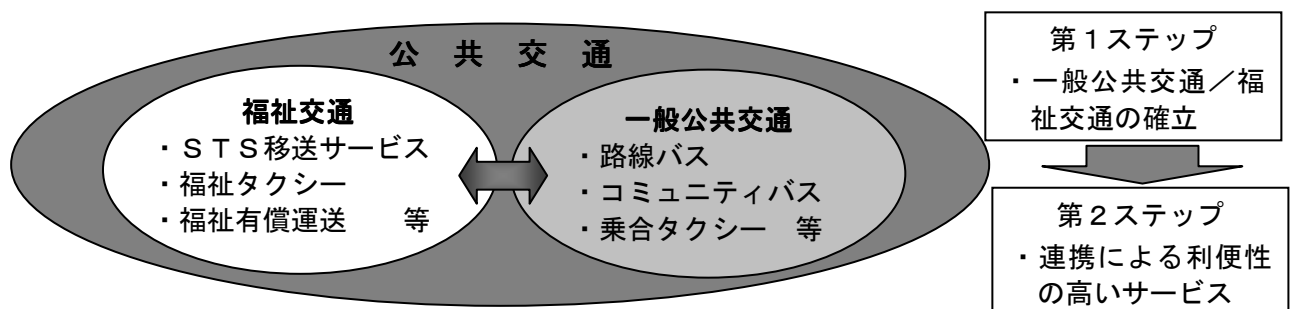 公 共 交 通
福祉交通
・ＳＴＳ移送サービス
・福祉タクシー
・福祉有償運送　　等
一般公共交通
・路線バス
・コミュニティバス
・乗合タクシー　等
第１ステップ
・一般公共交通／福
祉交通の確立
第２ステップ
・連携による利便性
の高いサービス